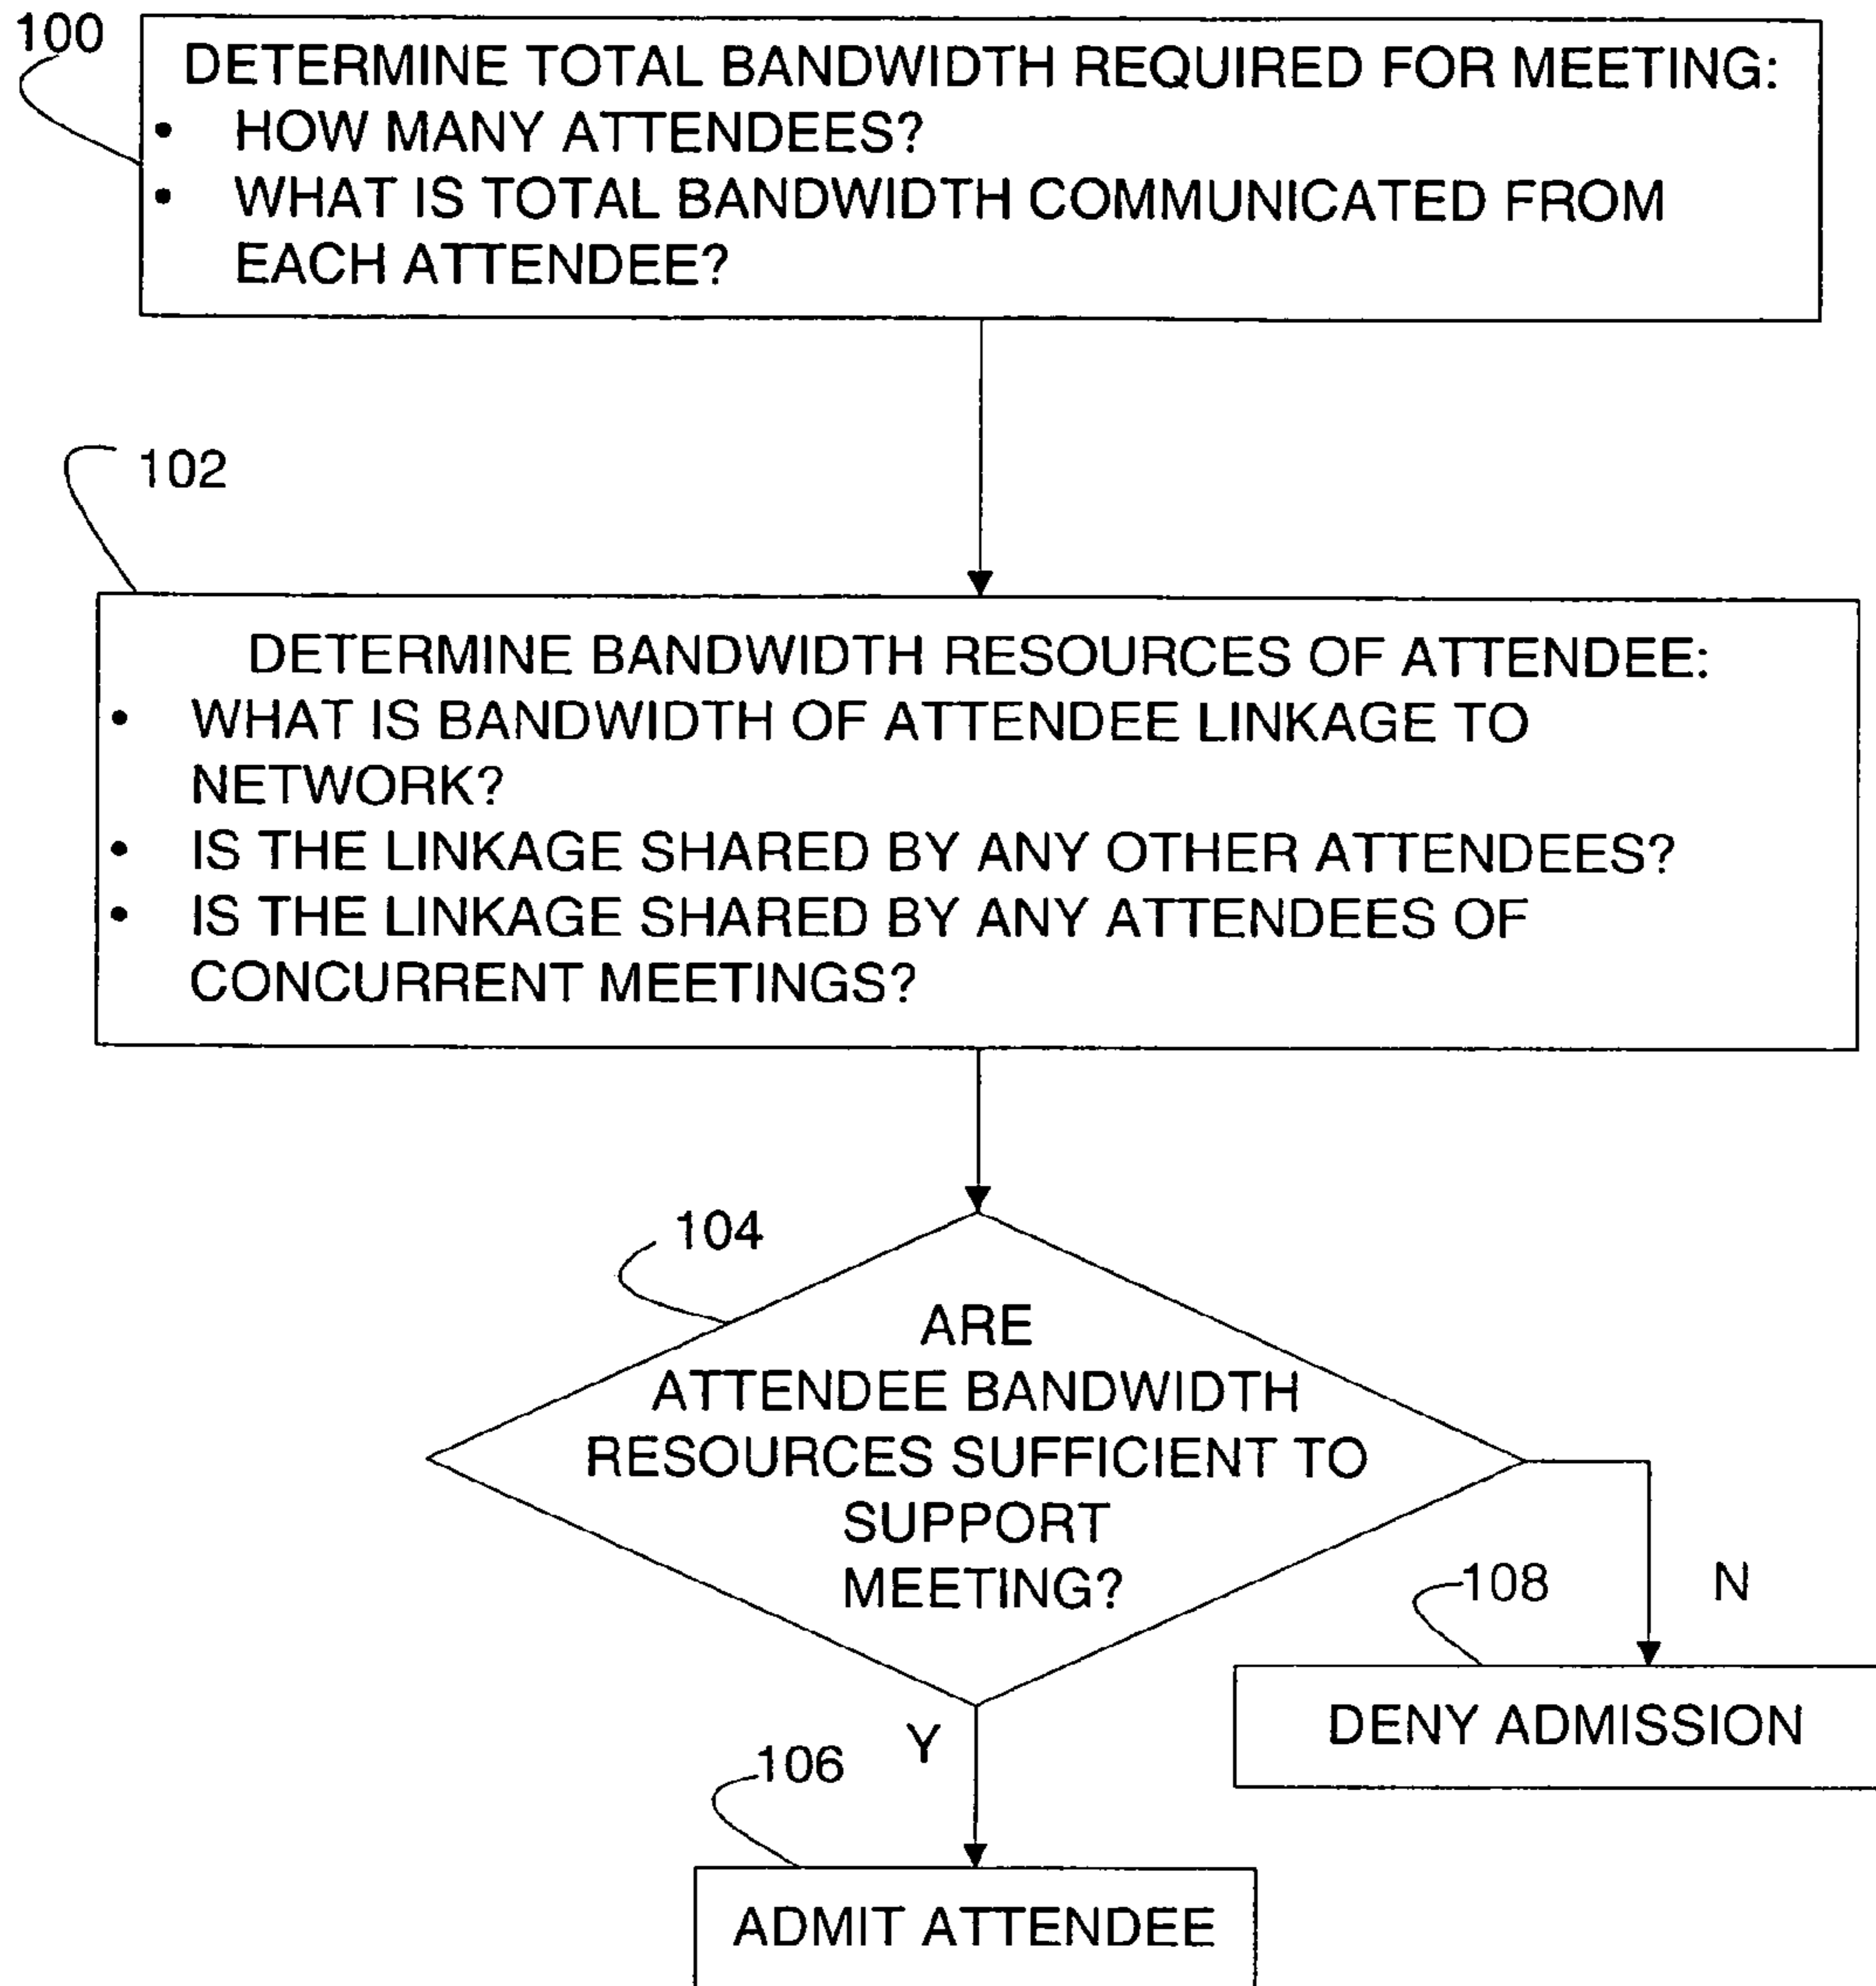 100
DETERMINE TOTAL BANDWIDTH REQUIRED FOR MEETING:
• HOW MANY ATTENDEES?
• WHAT IS TOTAL BANDWIDTH COMMUNICATED FROM
EACH ATTENDEE?
102
DETERMINE BANDWIDTH RESOURCES OF ATTENDEE:
• WHAT IS BANDWIDTH OF ATTENDEE LINKAGE TO
NETWORK?
• IS THE LINKAGE SHARED BY ANY OTHER ATTENDEES?
• IS THE LINKAGE SHARED BY ANY ATTENDEES OF
CONCURRENT MEETINGS?
104
ARE
ATTENDEE BANDWIDTH
RESOURCES SUFFICIENT TO
SUPPORT
MEETING?
108
N
DENY ADMISSION
Y
106
ADMIT ATTENDEE